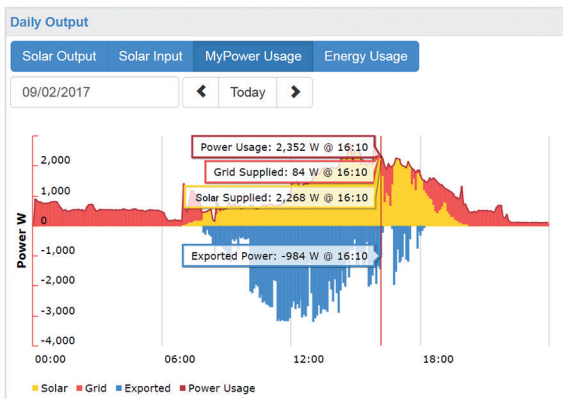 Daily Output
Solar Output Solar Input MyPower Usage Energy Usage
09/02/2017 Today
Power Usage: 2,352 W @ 16:10
Grid Supplied: 84 W @ 16:10
Solar Supplied: 2,268 W @ 16:10
Exported Power: -984 W @ 16:10
Power W
2,000
1,000
0
-1,000
-2,000
-3,000
-4,000
00:00 06:00 12:00 18:00
Solar Grid Exported Power Usage